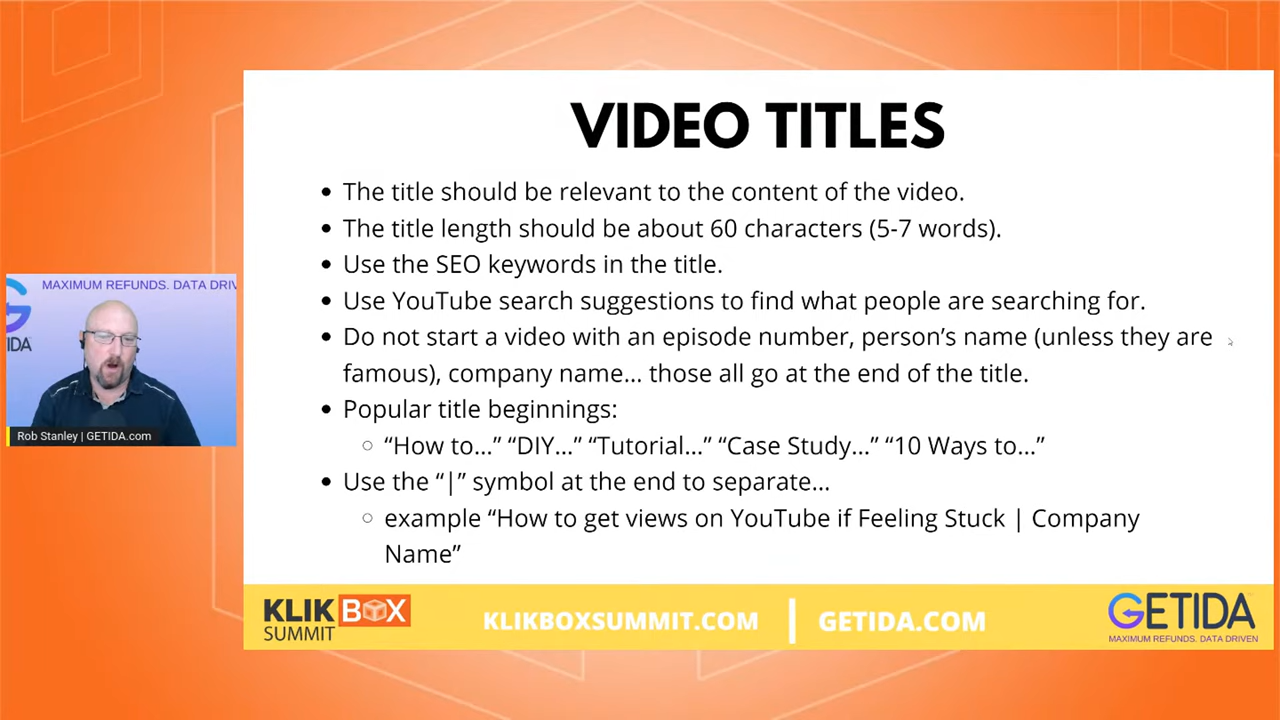 VIDEO TITLES
• The title should be relevant to the content of the video.
• The title length should be about 60 characters (5-7 words).
• Use the SEO keywords in the title.
• Use YouTube search suggestions to find what people are searching for.
• Do not start a video with an episode number, person’s name (unless they are
famous), company name... those all go at the end of the title.
• Popular title beginnings:
○ “How to...” “DIY...” “Tutorial...” “Case Study...” “10 Ways to...”
• Use the “|” symbol at the end to separate...
○ example “How to get views on YouTube if Feeling Stuck | Company
Name”
MAXIMUM REFUNDS. DATA DRIV
G
IDA
Rob Stanley | GETIDA.com
KLIKBOX
SUMMIT
KLIKBOXSUMMIT.COM | GETIDA.COM
GETIDA
MAXIMUM REFUNDS. DATA DRIVEN